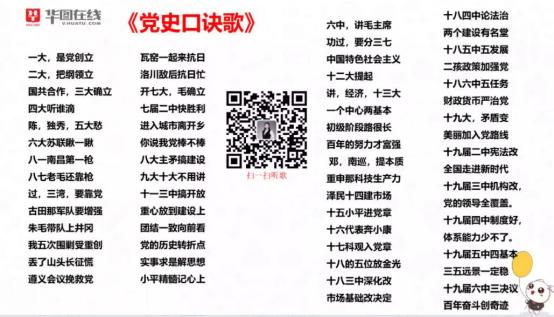 华图在线
V.HUATU.COM
《党史口诀歌》
一大，是党创立
二大，把纲领立
国共合作，三大确立
四大听谁滴
陈，独秀，五大愁
六大苏联瞅一瞅
八一南昌第一枪
八七老毛还靠枪
过，三湾，要靠党
古田那军队要增强
朱毛带队上井冈
我五次围剿受重创
丢了山头长征慌
遵义会议挽救党
瓦窑一起来抗日
洛川敌后抗日忙
开七大，毛确立
七届二中快胜利
进入城市离开乡
你说我党棒不棒
八大主矛搞建设
九大十大不用讲
十一三中搞开放
重心放到建设上
团结一致向前看
党的历史转折点
实事求是解思想
小平精髓记心上
扫一扫听歌
六中，讲毛主席
功过，要分三七
中国特色社会主义
十二大提起
讲，经济，十三大
一个中心两基本
初级阶段路很长
百年的努力才富强
邓，南巡，提本质
重申那科技生产力
泽民十四建市场
十五小平进党章
十六代表奔小康
十七科观入党章
十八的五位放金光
十八三中深化改
市场基础改决定
十八四中论法治
两个建设有名堂
十八五中五发展
二孩政策加强党
十八六中五任务
财政货币严治党
十九大，矛盾变
美丽加入党路线
十九届二中宪法改
全国走进新时代
十九届三中机构改，
党的领导全覆盖。
十九届四中制度好，
体系能力少不了。
十九届五中四基本
三五远景一定稳
十九届六中三决议
百年奋斗创奇迹